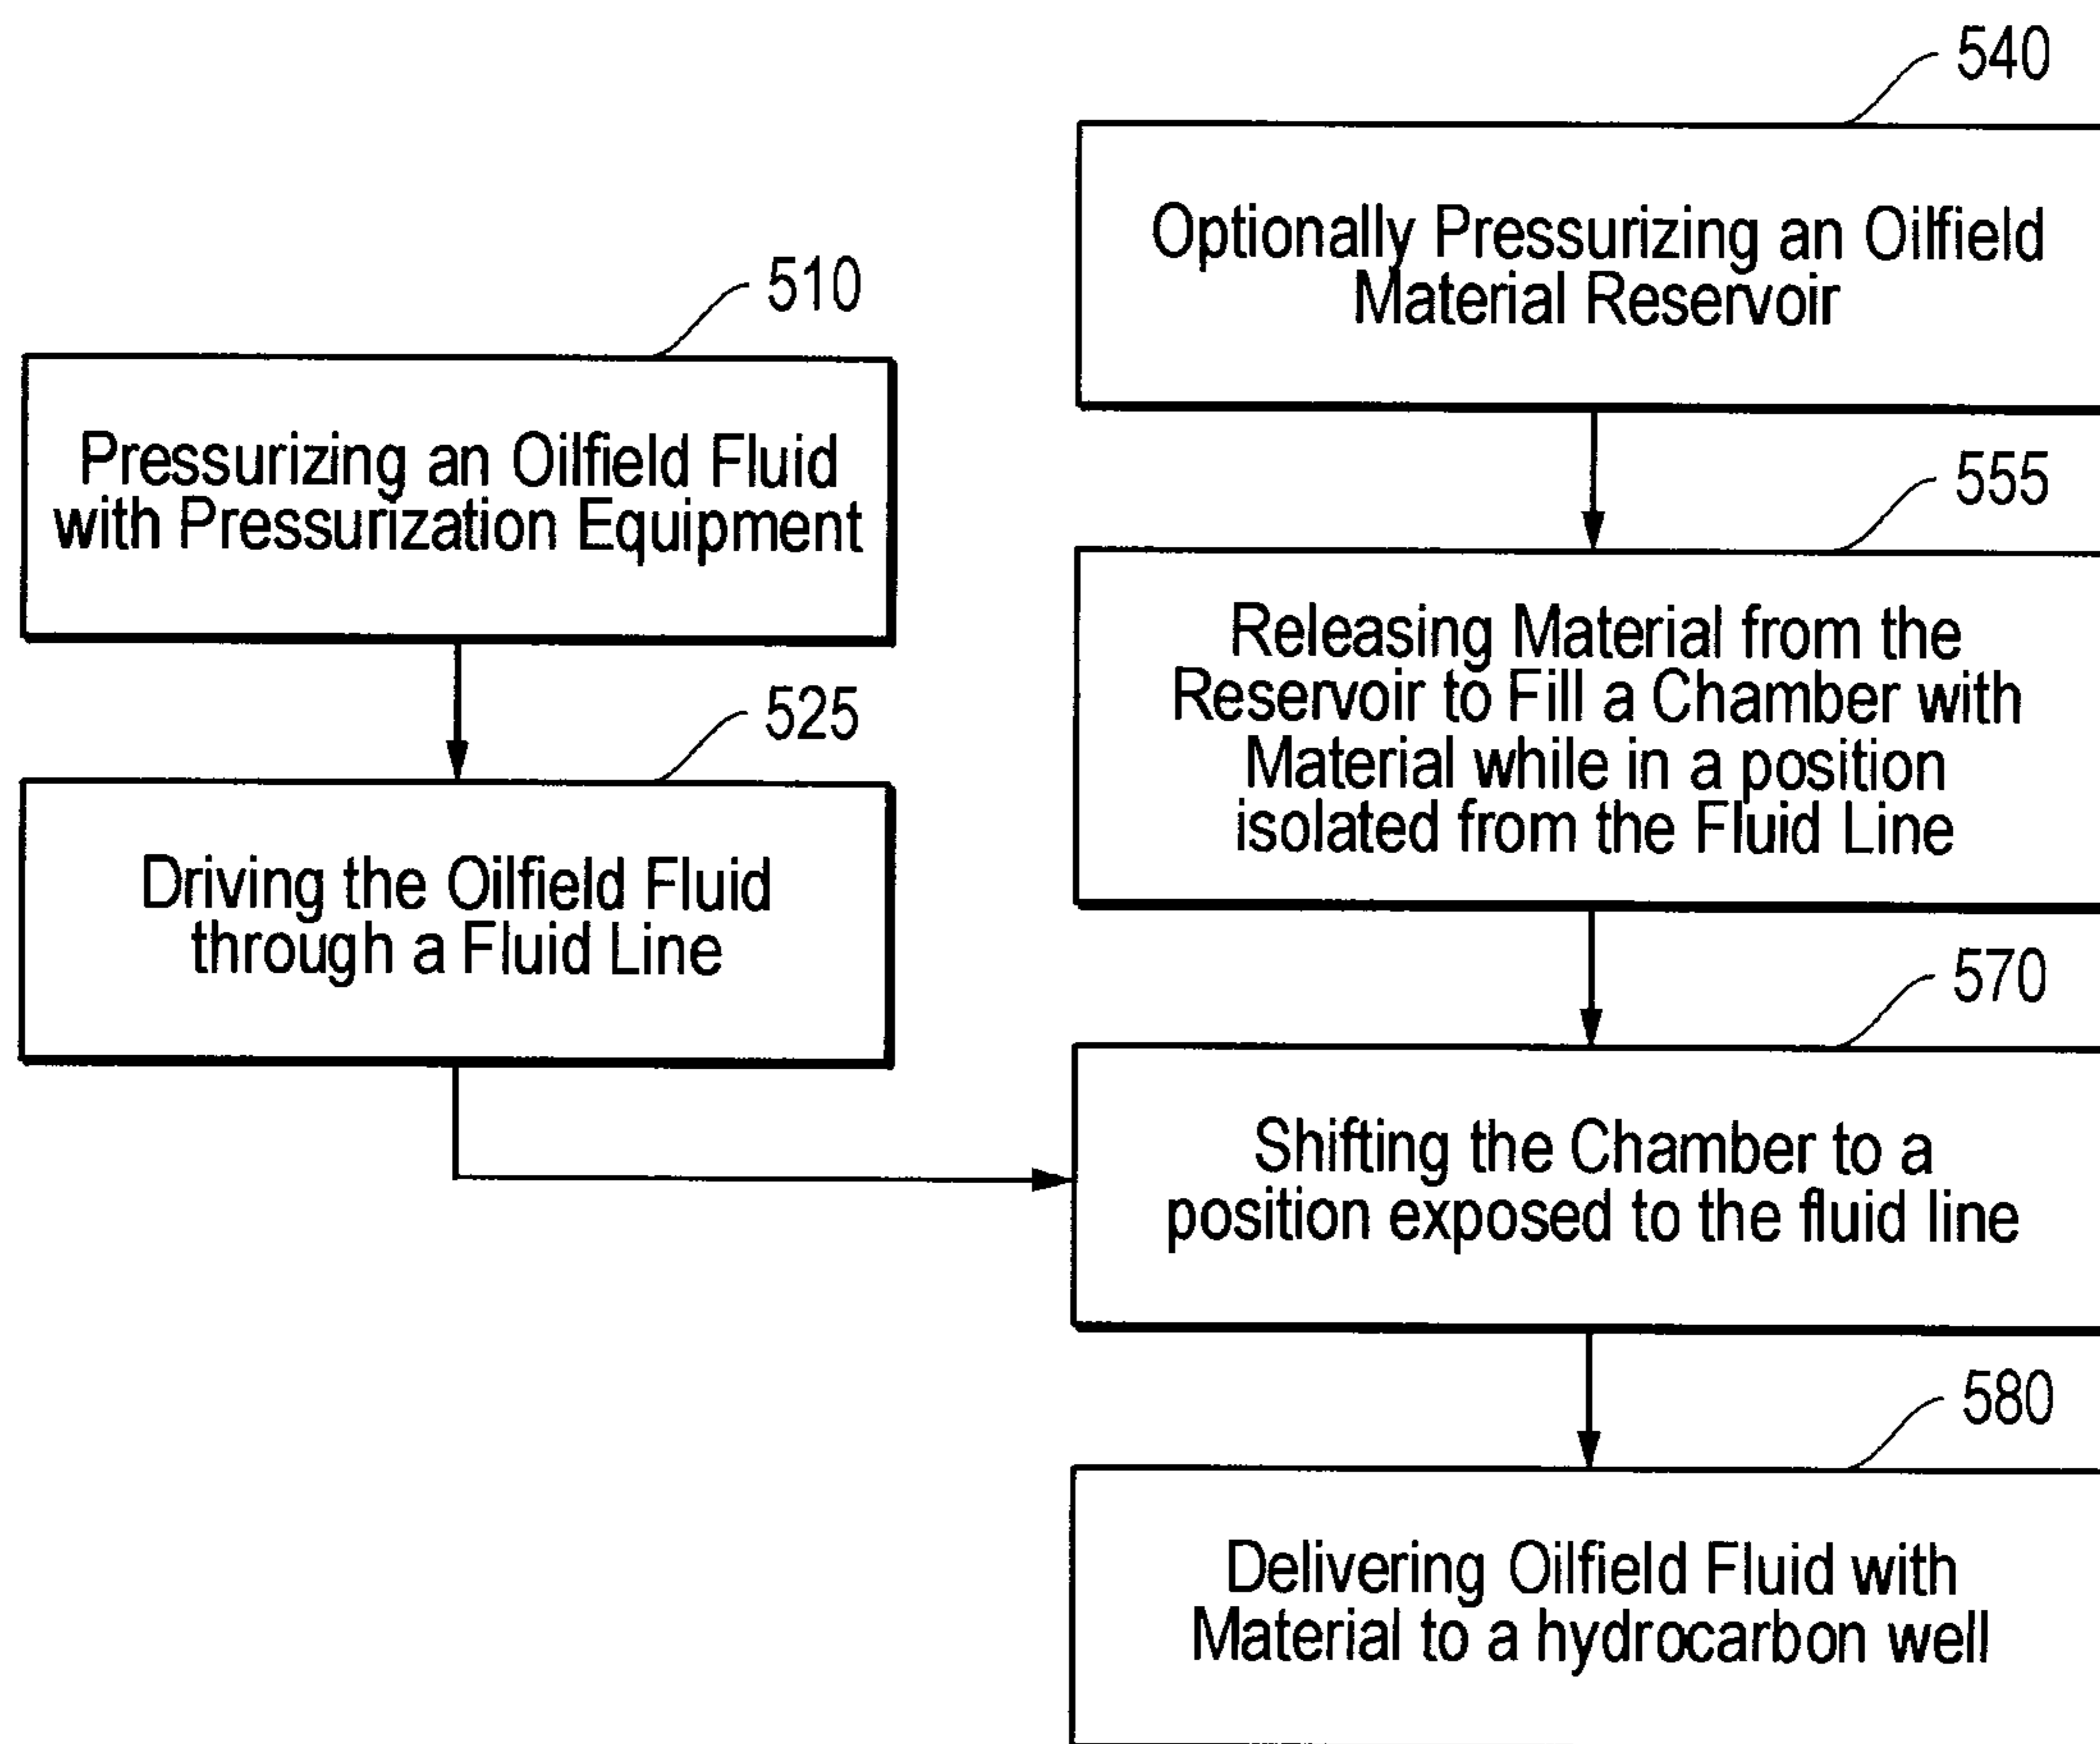 510
Pressurizing an Oilfield Fluid
with Pressurization Equipment
525
Driving the Oilfield Fluid
through a Fluid Line
540
Optionally Pressurizing an Oilfield
Material Reservoir
555
Releasing Material from the
Reservoir to Fill a Chamber with
Material while in a position
isolated from the Fluid Line
570
Shifting the Chamber to a
position exposed to the fluid line
580
Delivering Oilfield Fluid with
Material to a hydrocarbon well